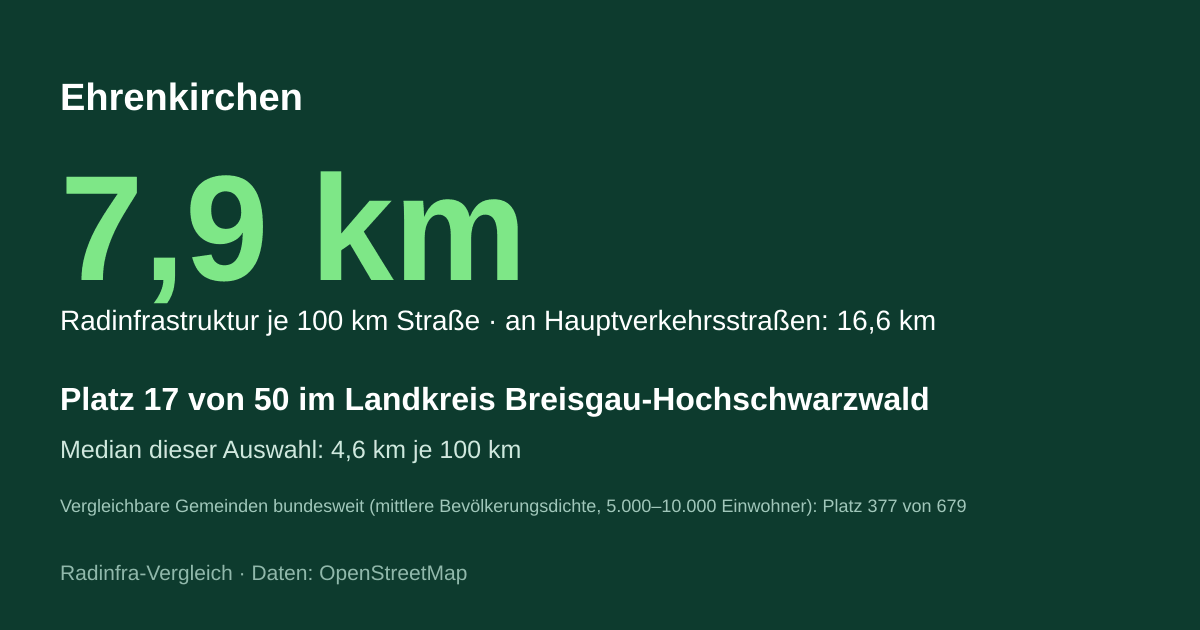 Ehrenkirchen
7,9 km
Radinfrastruktur je 100 km Straße · an Hauptverkehrsstraßen: 16,6 km
Platz 17 von 50 im Landkreis Breisgau-Hochschwarzwald
Median dieser Auswahl: 4,6 km je 100 km
Vergleichbare Gemeinden bundesweit (mittlere Bevölkerungsdichte, 5.000–10.000 Einwohner): Platz 377 von 679
Radinfra-Vergleich · Daten: OpenStreetMap